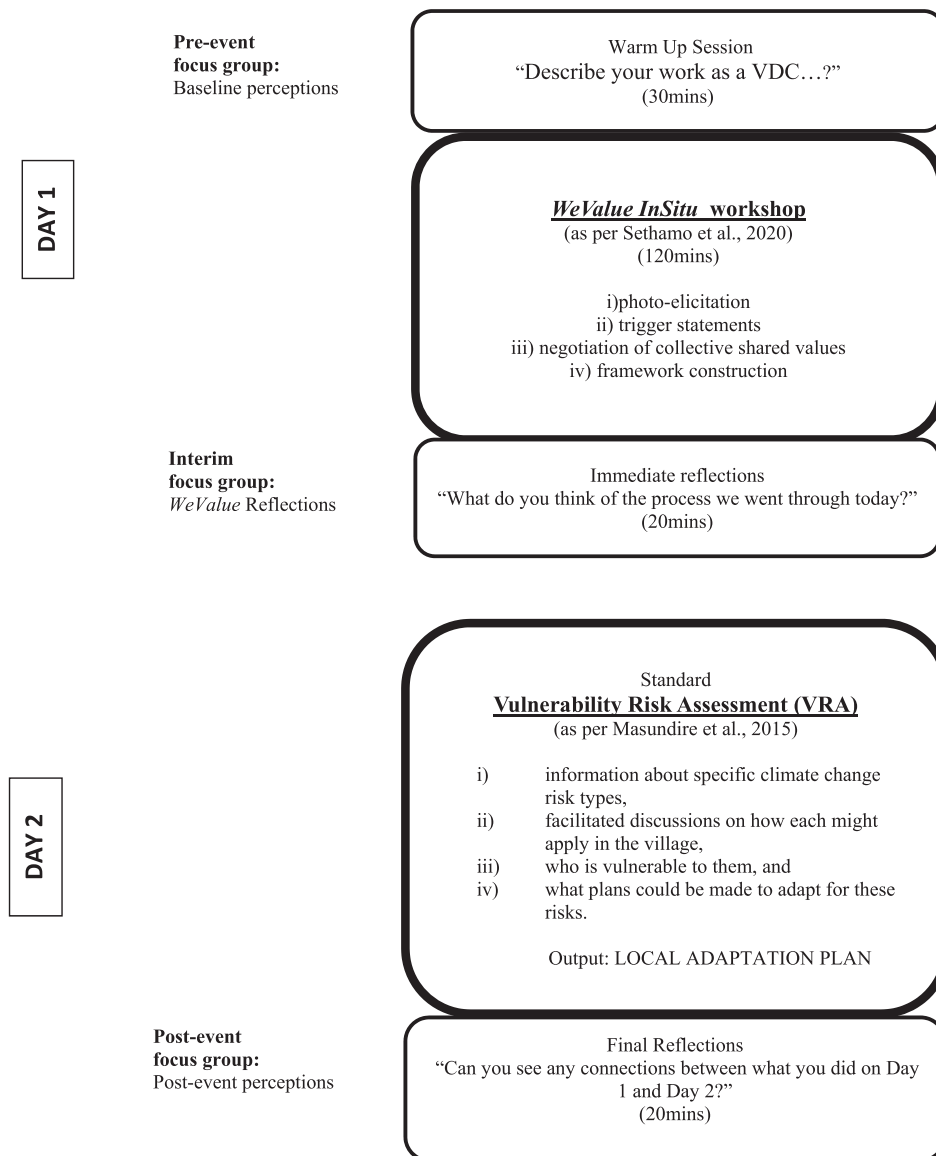 Pre-event
focus group:
Baseline perceptions
Warm Up Session
“Describe your work as a VDC…?”
(30mins)
DAY 1
WeValue InSitu workshop
(as per Sethamo et al., 2020)
(120mins)
i)photo-elicitation
ii) trigger statements
iii) negotiation of collective shared values
iv) framework construction
Interim
focus group:
WeValue Reflections
Immediate reflections
“What do you think of the process we went through today?”
(20mins)
DAY 2
Standard
Vulnerability Risk Assessment (VRA)
(as per Masundire et al., 2015)
i) information about specific climate change
risk types,
ii) facilitated discussions on how each might
apply in the village,
iii) who is vulnerable to them, and
iv) what plans could be made to adapt for these
risks.
Output: LOCAL ADAPTATION PLAN
Post-event
focus group:
Post-event perceptions
Final Reflections
“Can you see any connections between what you did on Day
1 and Day 2?”
(20mins)